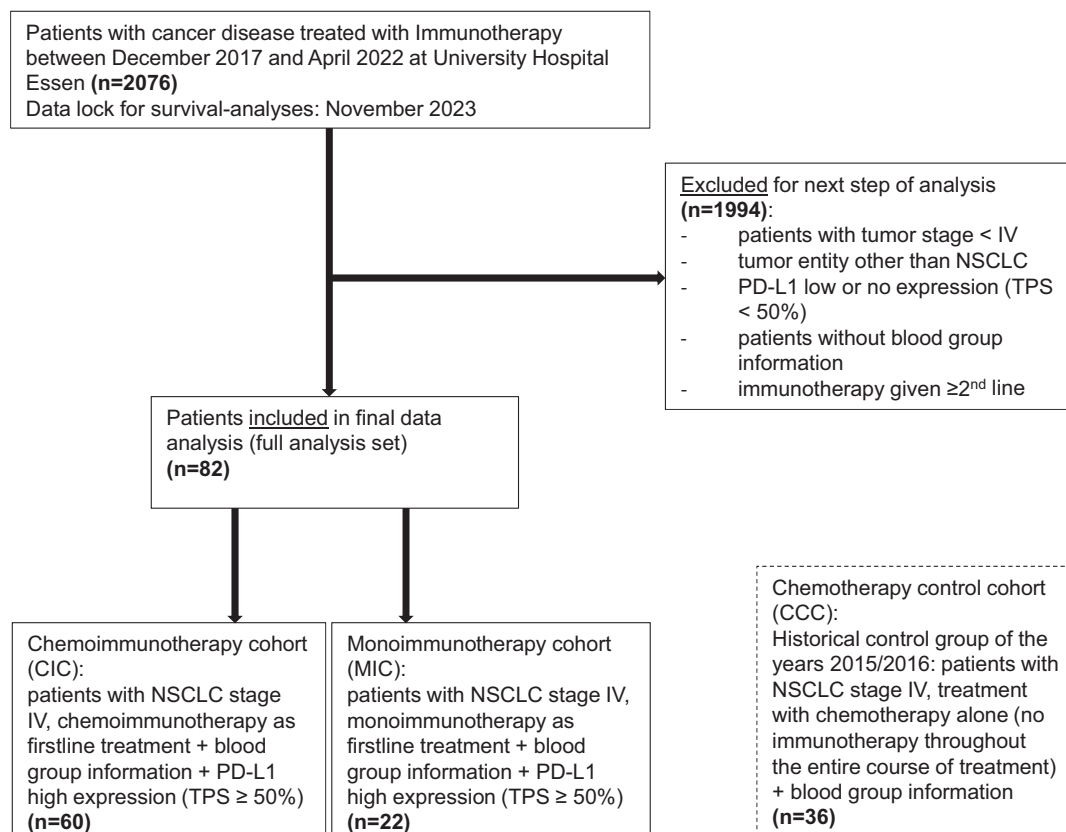 Patients with cancer disease treated with Immunotherapy
between December 2017 and April 2022 at University Hospital
Essen (n=2076)
Data lock for survival-analyses: November 2023
Excluded for next step of analysis
(n=1994):
- patients with tumor stage < IV
- tumor entity other than NSCLC
- PD-L1 low or no expression (TPS
< 50%)
- patients without blood group
information
- immunotherapy given ≥2nd line
Patients included in final data
analysis (full analysis set)
(n=82)
Chemoimmunotherapy cohort
(CIC):
patients with NSCLC stage
IV, chemoimmunotherapy as
firstline treatment + blood
group information + PD-L1
high expression (TPS ≥ 50%)
(n=60)
Monoimmunotherapy cohort
(MIC):
patients with NSCLC stage IV,
monoimmunotherapy as
firstline treatment + blood
group information + PD-L1
high expression (TPS ≥ 50%)
(n=22)
Chemotherapy control cohort
(CCC):
Historical control group of the
years 2015/2016: patients with
NSCLC stage IV, treatment
with chemotherapy alone (no
immunotherapy throughout
the entire course of treatment)
+ blood group information
(n=36)